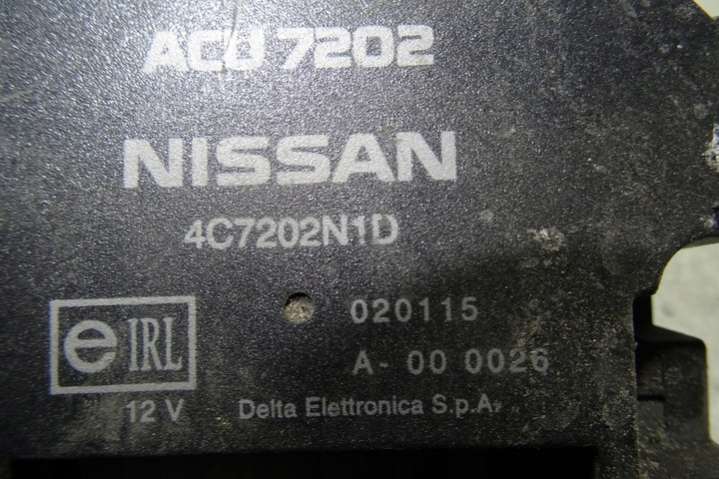 ACU 7202
NISSAN
4C7202N1D
020115
e IRL
A- 00 0026
12 V
Delta Elettronica S.p.A.